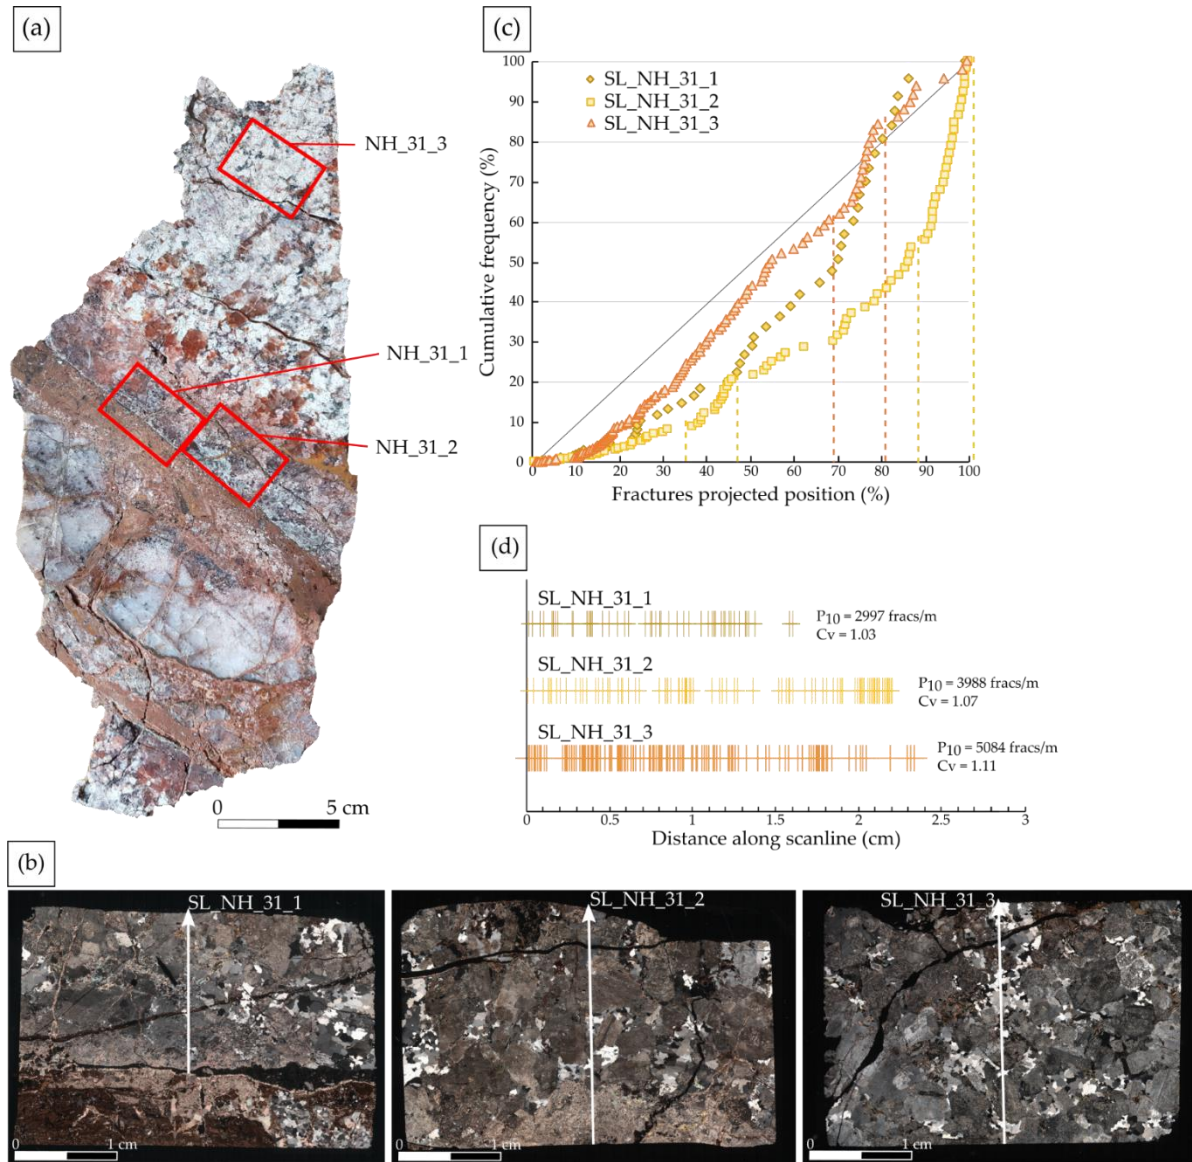 (a)
NH_31_3
NH_31_1
NH_31_2
0 5 cm
(c)
SL_NH_31_1
SL_NH_31_2
SL_NH_31_3
Cumulative frequency (%)
100
90
80
70
60
50
40
30
20
10
0
0 10 20 30 40 50 60 70 80 90 100
Fractures projected position (%)
(d)
SL_NH_31_1
P10 = 2997 fracs/m
Cv = 1.03
SL_NH_31_2
P10 = 3988 fracs/m
Cv = 1.07
SL_NH_31_3
P10 = 5084 fracs/m
Cv = 1.11
0 0.5 1 1.5 2 2.5 3
Distance along scanline (cm)
(b)
SL_NH_31_1
0 1 cm
SL_NH_31_2
0 1 cm
SL_NH_31_3
0 1 cm